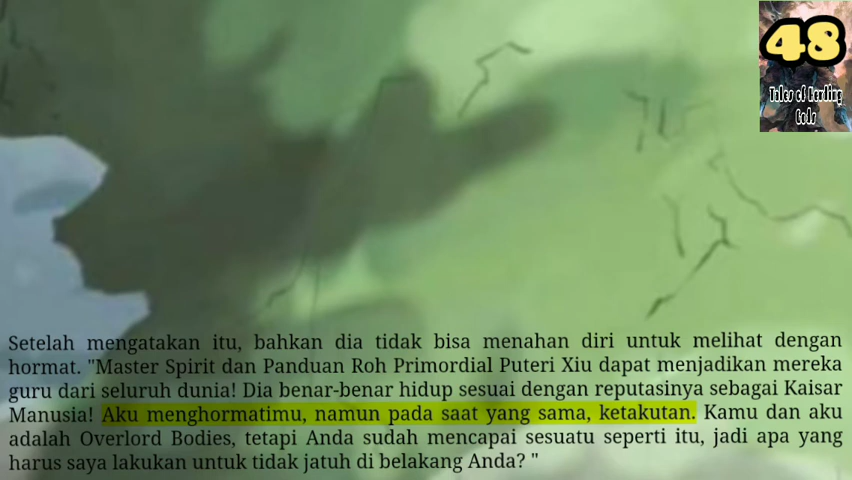 48
Tales of Herding
Gods
Setelah mengatakan itu, bahkan dia tidak bisa menahan diri untuk melihat dengan
hormat. "Master Spirit dan Panduan Roh Primordial Puteri Xiu dapat menjadikan mereka
guru dari seluruh dunia! Dia benar-benar hidup sesuai dengan reputasinya sebagai Kaisar
Manusia! Aku menghormatimu, namun pada saat yang sama, ketakutan. Kamu dan aku
adalah Overlord Bodies, tetapi Anda sudah mencapai sesuatu seperti itu, jadi apa yang
harus saya lakukan untuk tidak jatuh di belakang Anda? "